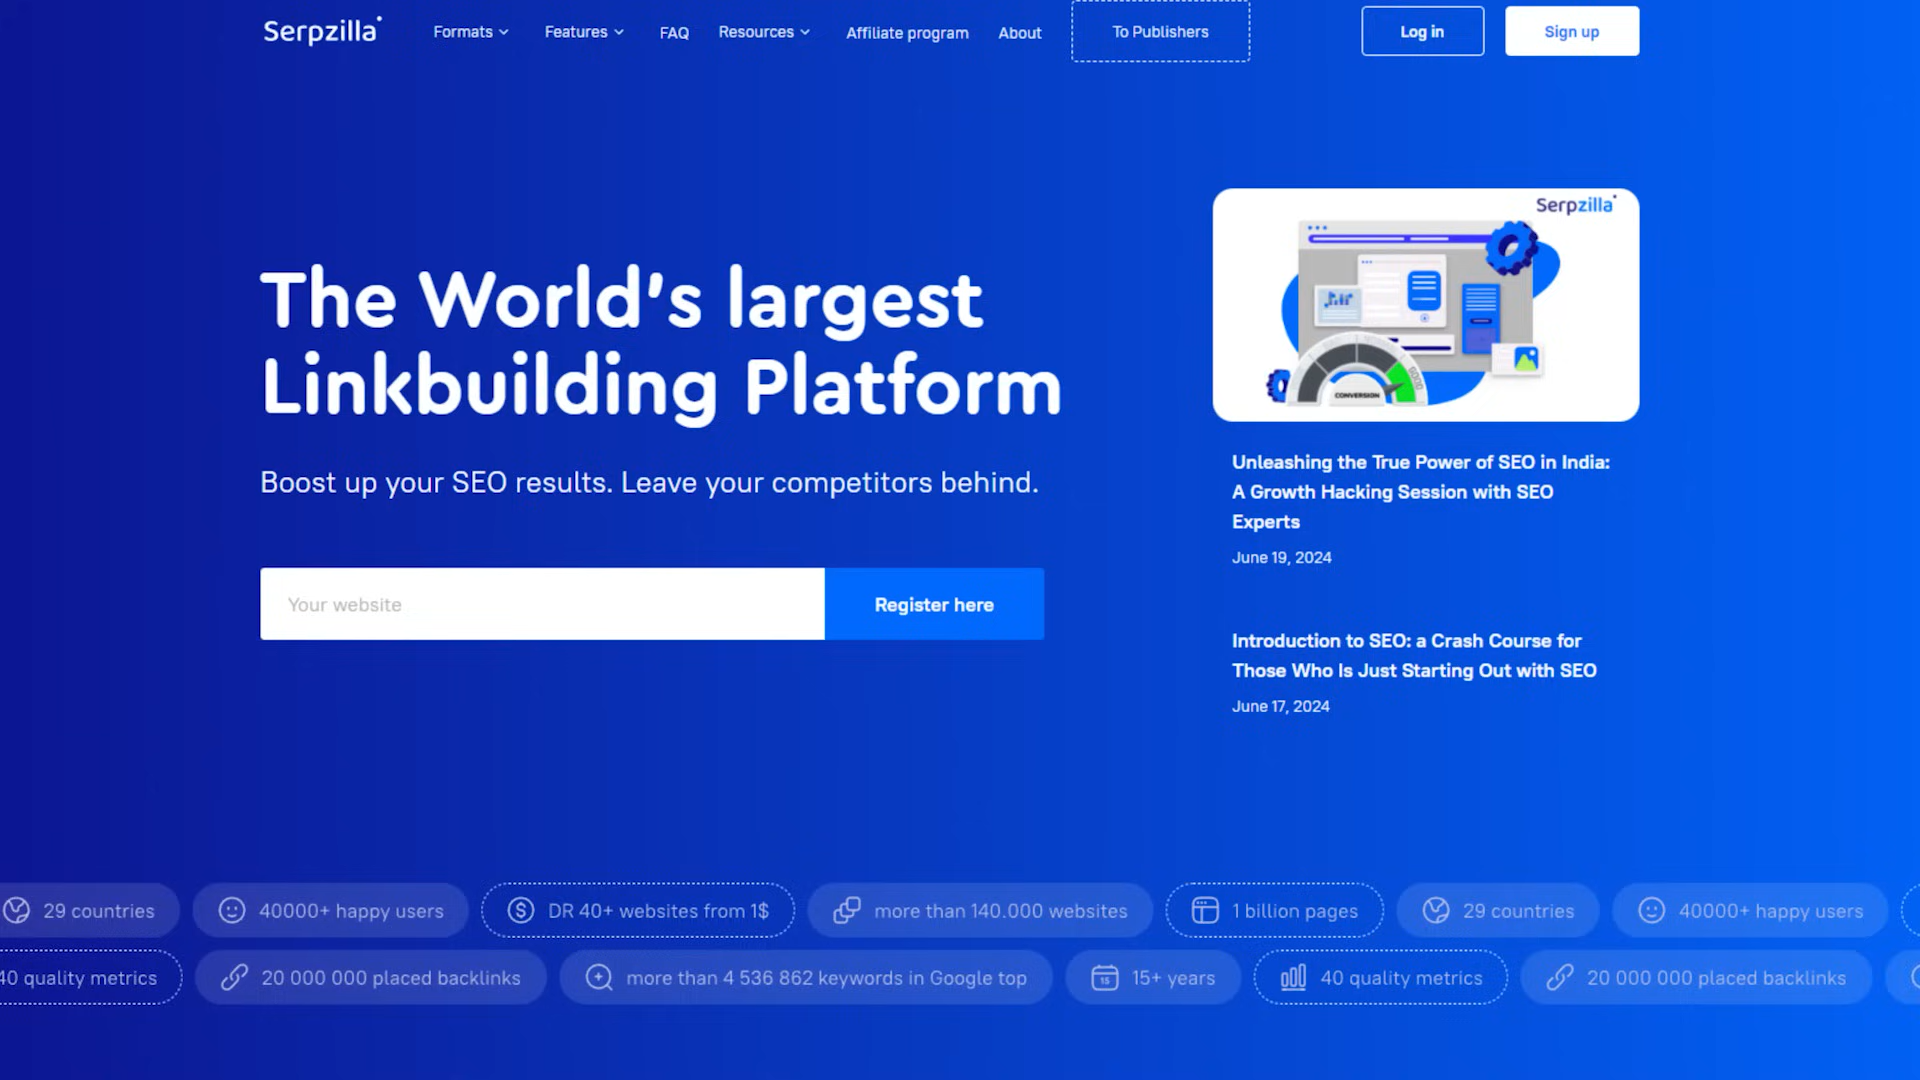 Serpzilla
Formats
Features
FAQ
Resources
Affiliate program
About
To Publishers
Log in
Sign up
The World's largest
Linkbuilding Platform
Boost up your SEO results. Leave your competitors behind.
Your website
Register here
Serpzilla
CONVERSION
GOOD
Unleashing the True Power of SEO in India:
A Growth Hacking Session with SEO
Experts
June 19, 2024
Introduction to SEO: a Crash Course for
Those Who Is Just Starting Out with SEO
June 17, 2024
29 countries
40000+ happy users
DR 40+ websites from 1$
more than 140.000 websites
1 billion pages
29 countries
40000+ happy users
40 quality metrics
20 000 000 placed backlinks
more than 4 536 862 keywords in Google top
15
15+ years
40 quality metrics
20 000 000 placed backlinks